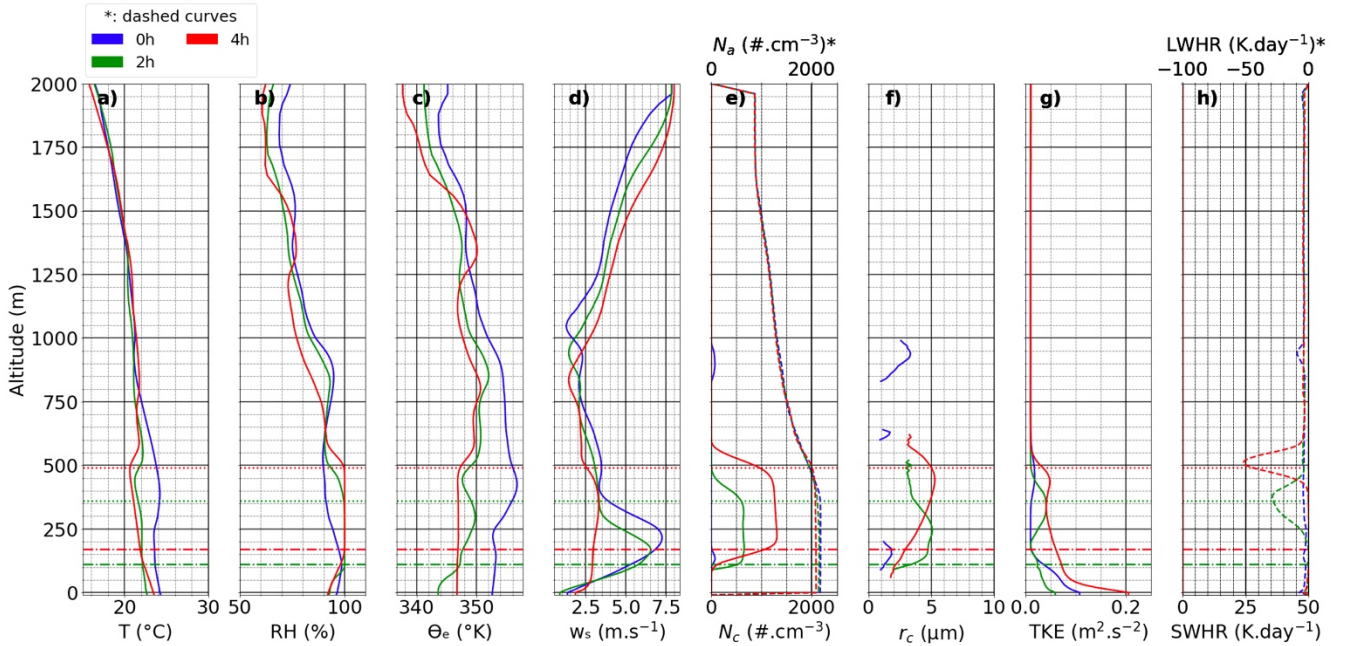 *: dashed curves
0h 4h
2h
N_a (#.cm⁻³)* LWHR (K.day⁻¹)*
0 2000 −100 −50 0
2000 a) b) c) d) e) f) g) h)
1750
1500
1250
1000
750
500
250
0
Altitude (m)
20 30 50 100 340 350 2.5 5.0 7.5 0 2000 0 5 10 0.0 0.1 0.2 0 25 50
T (°C) RH (%) Θₑ (°K) wₛ (m.s⁻¹) N_c (#.cm⁻³) r_c (μm) TKE (m².s⁻²) SWHR (K.day⁻¹)